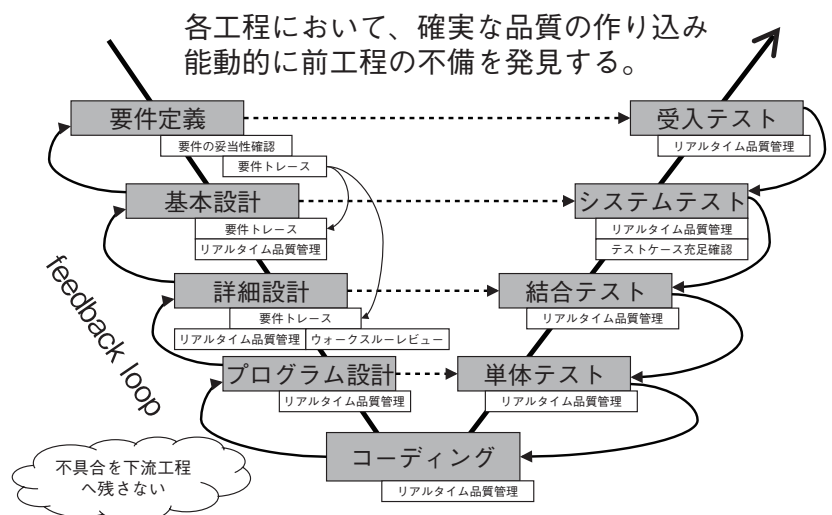 各工程において、確実な品質の作り込み
能動的に前工程の不備を発見する。
要件定義
受入テスト
要件の妥当性確認
リアルタイム品質管理
要件トレース
基本設計
システムテスト
要件トレース
リアルタイム品質管理
リアルタイム品質管理
テストケース充足確認
feedback loop
詳細設計
結合テスト
要件トレース
リアルタイム品質管理
リアルタイム品質管理
ウォークスルーレビュー
プログラム設計
単体テスト
リアルタイム品質管理
リアルタイム品質管理
コーディング
リアルタイム品質管理
不具合を下流工程
へ残さない